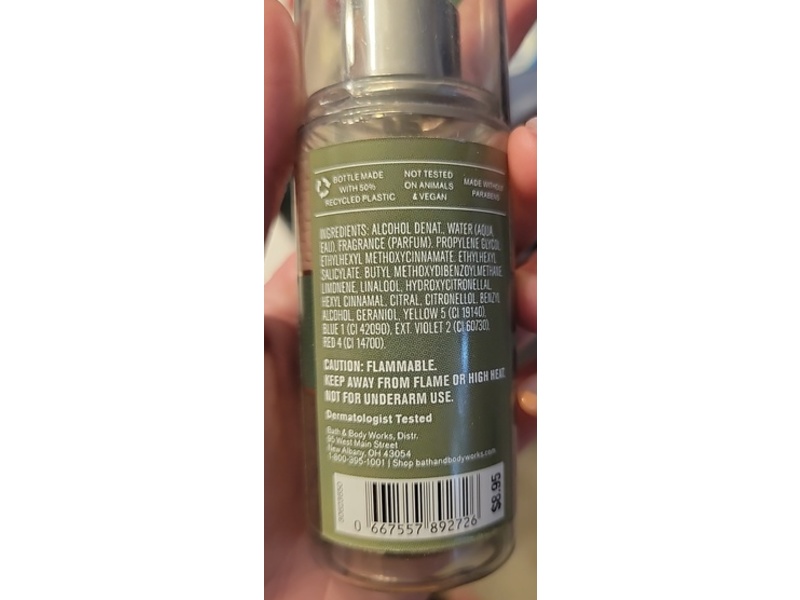 BOTTLE MADE
WITH 50%
RECYCLED PLASTIC
NOT TESTED
ON ANIMALS
& VEGAN
MADE WITHOUT
PARABENS
INGREDIENTS: ALCOHOL DENAT., WATER (AQUA,
EAU), FRAGRANCE (PARFUM), PROPYLENE GLYCOL,
ETHYLHEXYL METHOXYCINNAMATE, ETHYLHEXYL
SALICYLATE, BUTYL METHOXYDIBENZOYLMETHANE,
LIMONENE, LINALOOL, HYDROXYCITRONELLAL,
HEXYL CINNAMAL, CITRAL, CITRONELLOL, BENZYL
ALCOHOL, GERANIOL, YELLOW 5 (CI 19140),
BLUE 1 (CI 42090), EXT. VIOLET 2 (CI 60730),
RED 4 (CI 14700).
CAUTION: FLAMMABLE.
KEEP AWAY FROM FLAME OR HIGH HEAT.
NOT FOR UNDERARM USE.
Dermatologist Tested
Bath & Body Works, Distr.
95 West Main Street
New Albany, OH 43054
1-800-395-1001 | Shop bathandbodyworks.com
$8.95
0 667557 892726